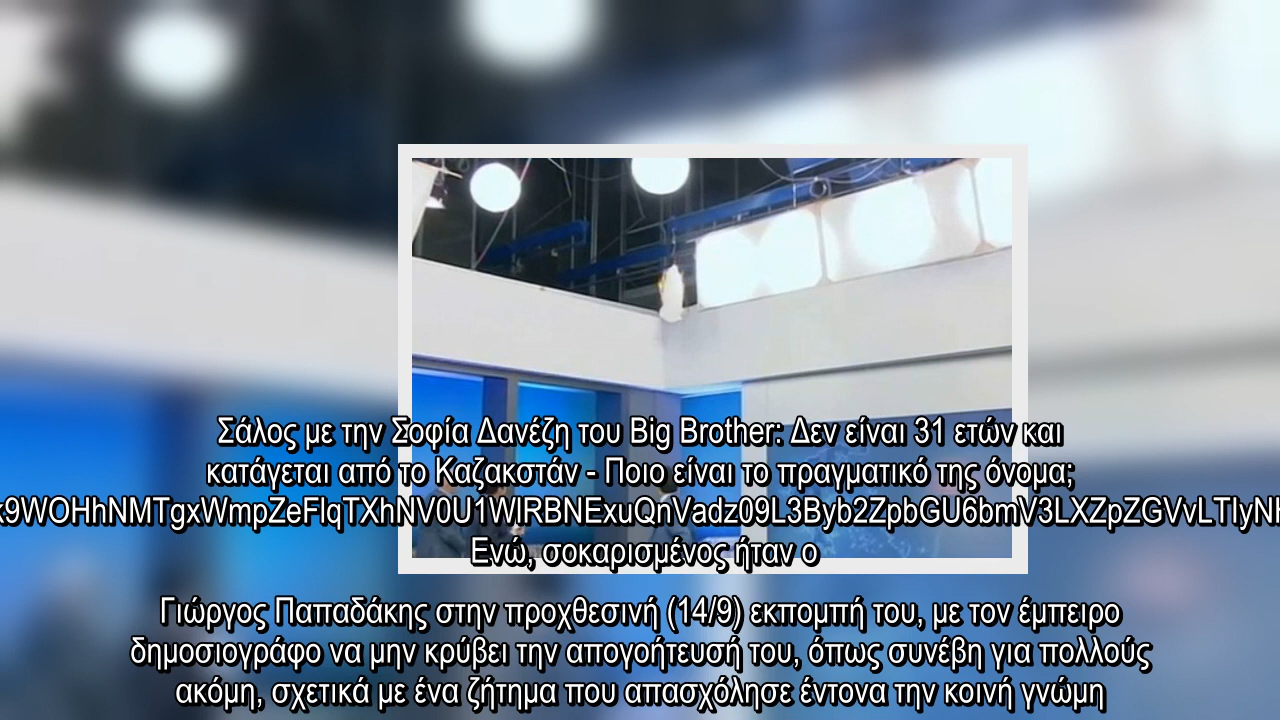 Σάλος με την Σοφία Δανέζη του Big Brother: Δεν είναι 31 ετών και
κατάγεται από το Καζακστάν - Ποιο είναι το πραγματικό της όνομα;
9WOHhNMTgxWmpZeFlqTXhNV0U1WlRBNExuQnVadz09L3Byb2ZpbGU6bmV3LXZpZGVvLTIyN
Ενώ, σοκαρισμένος ήταν ο
Γιώργος Παπαδάκης στην προχθεσινή (14/9) εκπομπή του, με τον έμπειρο
δημοσιογράφο να μην κρύβει την απογοήτευσή του, όπως συνέβη για πολλούς
ακόμη, σχετικά με ένα ζήτημα που απασχόλησε έντονα την κοινή γνώμη